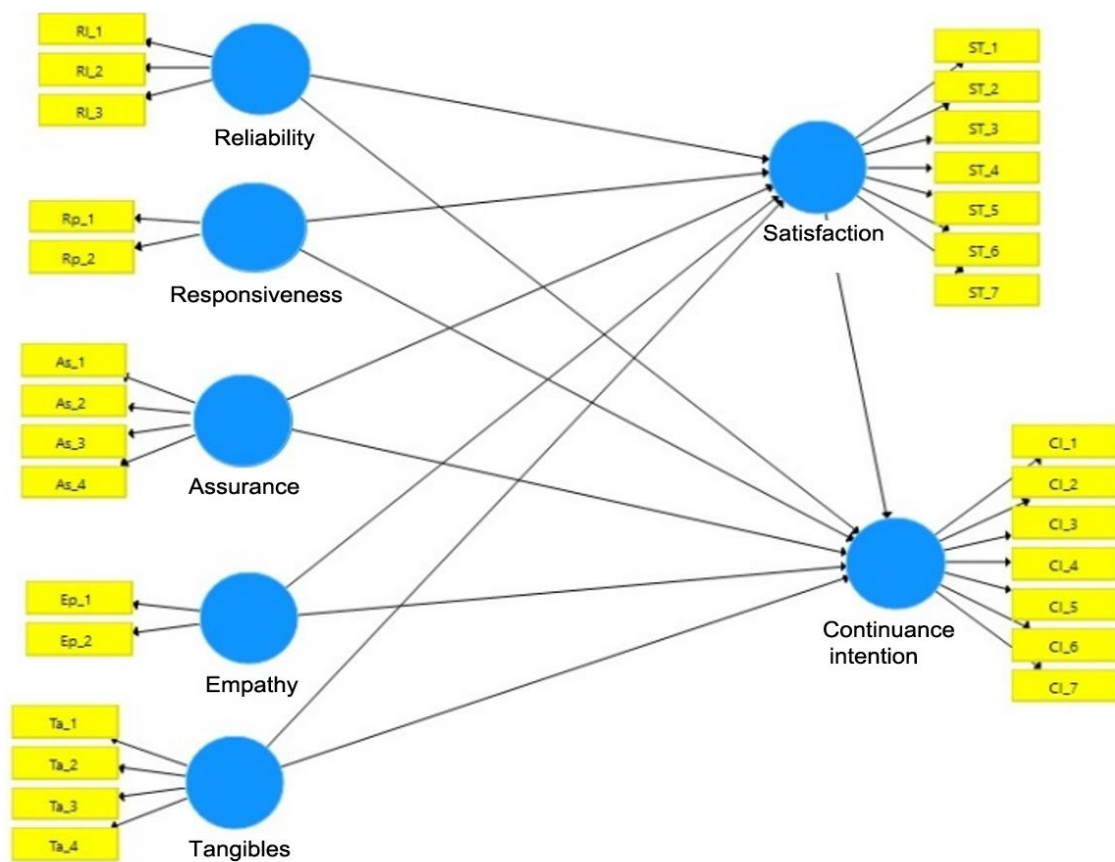 Rl_1
Rl_2
Rl_3
Reliability
Rp_1
Rp_2
Responsiveness
As_1
As_2
As_3
As_4
Assurance
Ep_1
Ep_2
Empathy
Ta_1
Ta_2
Ta_3
Ta_4
Tangibles
ST_1
ST_2
ST_3
ST_4
ST_5
ST_6
ST_7
Satisfaction
CI_1
CI_2
CI_3
CI_4
CI_5
CI_6
CI_7
Continuance
intention